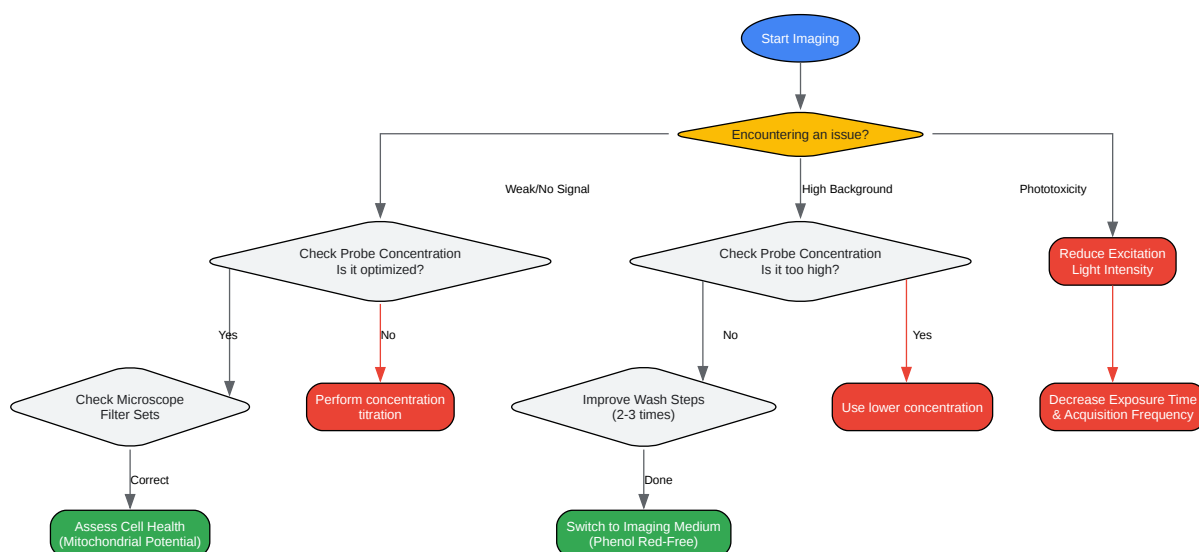 Start Imaging
Encountering an issue?
Weak/No Signal
High Background
Phototoxicity
Check Probe Concentration
Is it optimized?
Check Probe Concentration
Is it too high?
Reduce Excitation
Light Intensity
Yes
No
No
Yes
Check Microscope
Filter Sets
Perform concentration
titration
Improve Wash Steps
(2-3 times)
Use lower concentration
Decrease Exposure Time
& Acquisition Frequency
Correct
Done
Assess Cell Health
(Mitochondrial Potential)
Switch to Imaging Medium
(Phenol Red-Free)